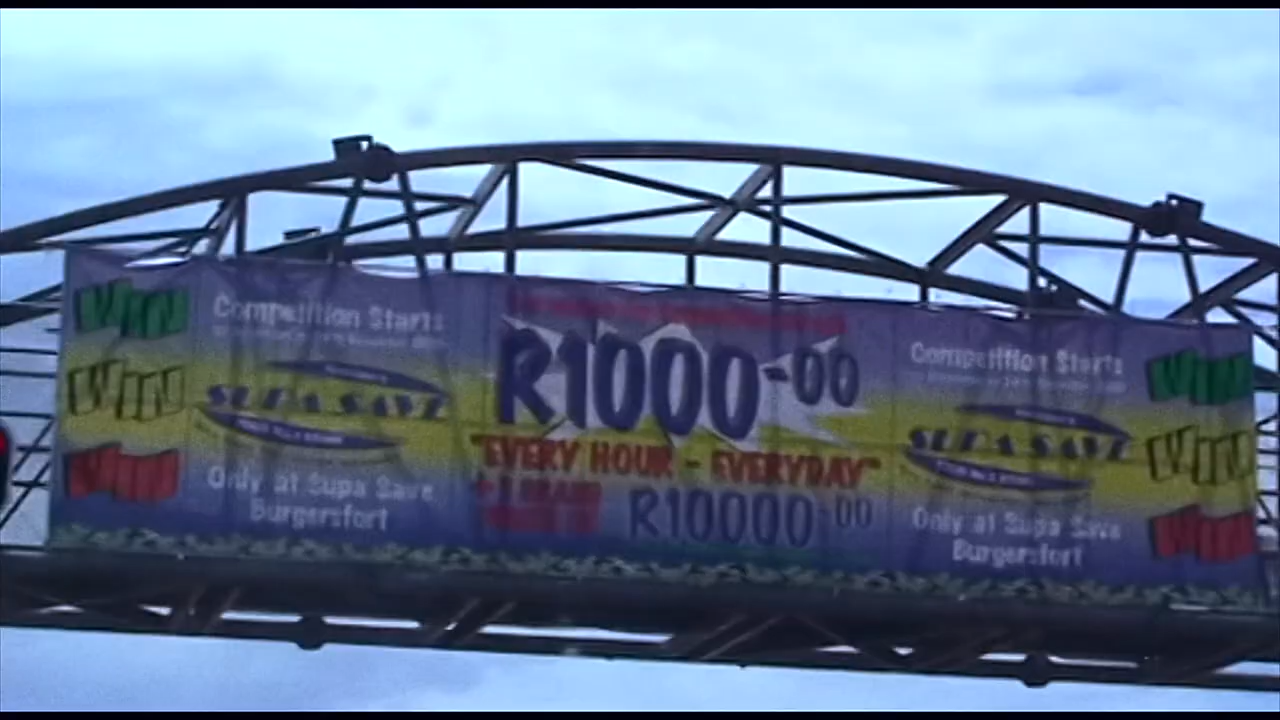 WIN
WIN
WIN
Competition Starts
SUPA SAVE
Only at Supa Save
Burgersfort
R1000-00
"EVERY HOUR - EVERYDAY"
R10000-00
Competition Starts
SUPA SAVE
Only at Supa Save
Burgersfort
WIN
WIN
WIN